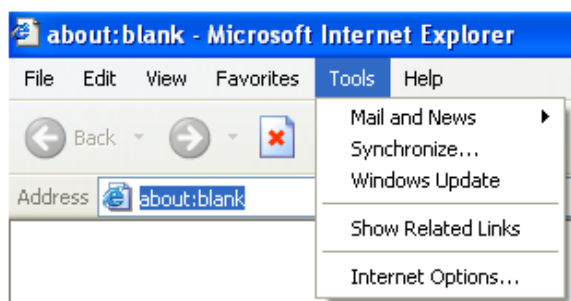 about:blank - Microsoft Internet Explorer
File Edit View Favorites Tools Help
Mail and News
Back
Synchronize...
Address about:blank
Windows Update
Show Related Links
Internet Options...